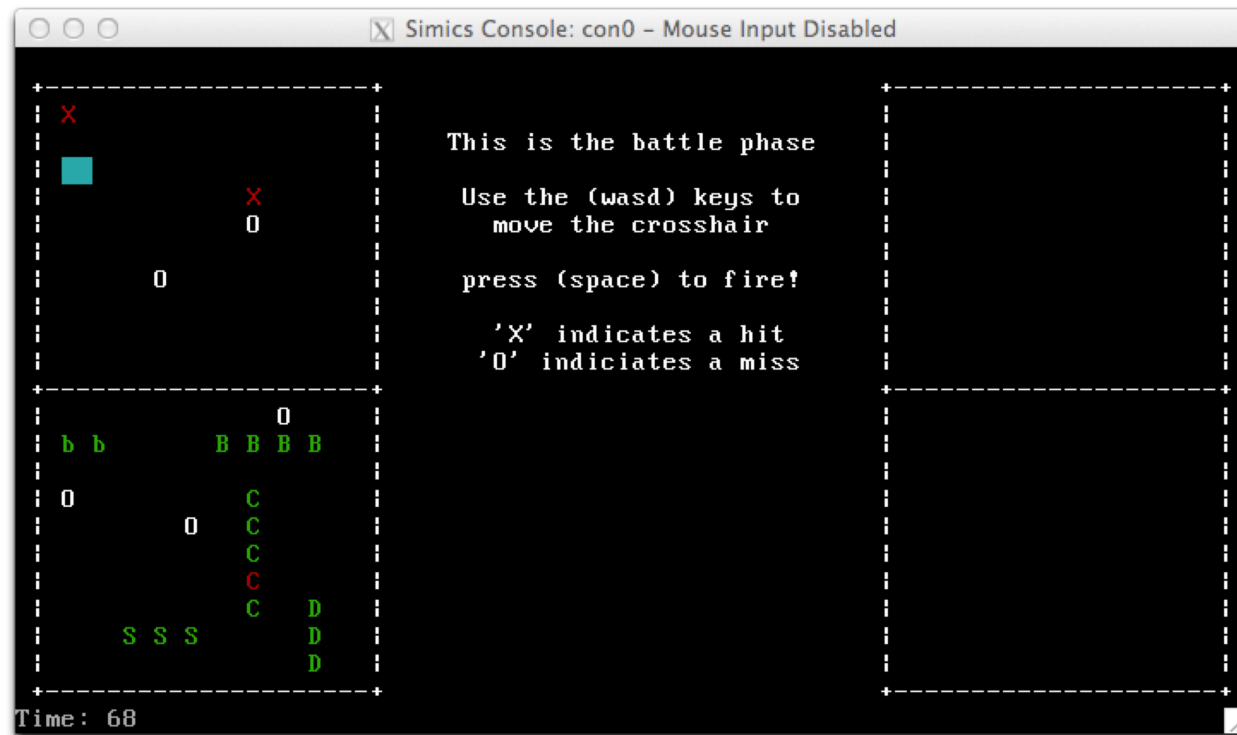 X Simics Console: con0 – Mouse Input Disabled
+----------------------+ +----------------------+
X
This is the battle phase
X Use the (wasd) keys to
O move the crosshair
O press (space) to fire!
'X' indicates a hit
'O' indiciates a miss
+----------------------+ +----------------------+
O
b b B B B B
O C
O C
C
C
C D
S S S D
D
+----------------------+ +----------------------+
Time: 68